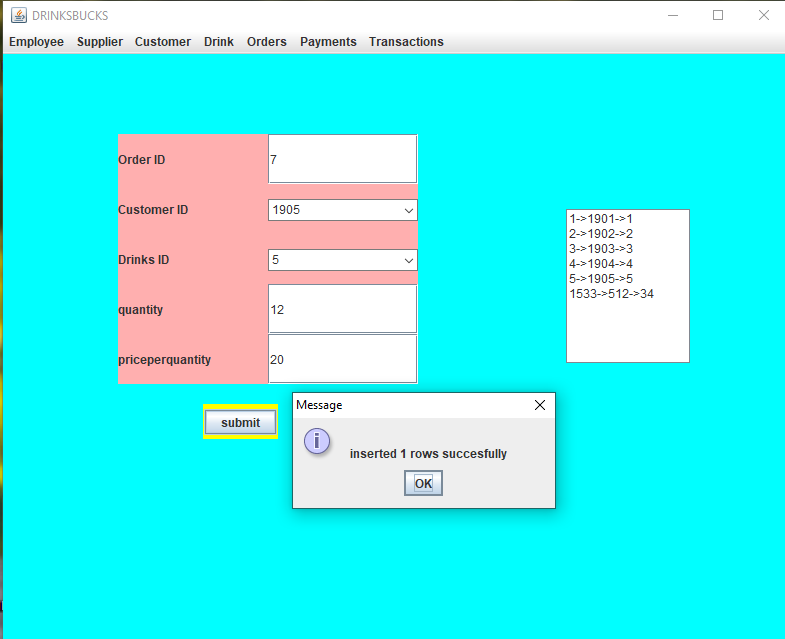 DRINKSBUCKS
Employee Supplier Customer Drink Orders Payments Transactions
Order ID 7
Customer ID 1905
Drinks ID 5
quantity 12
priceperquantity 20
submit
1->1901->1
2->1902->2
3->1903->3
4->1904->4
5->1905->5
1533->512->34
Message
i
inserted 1 rows succesfully
OK